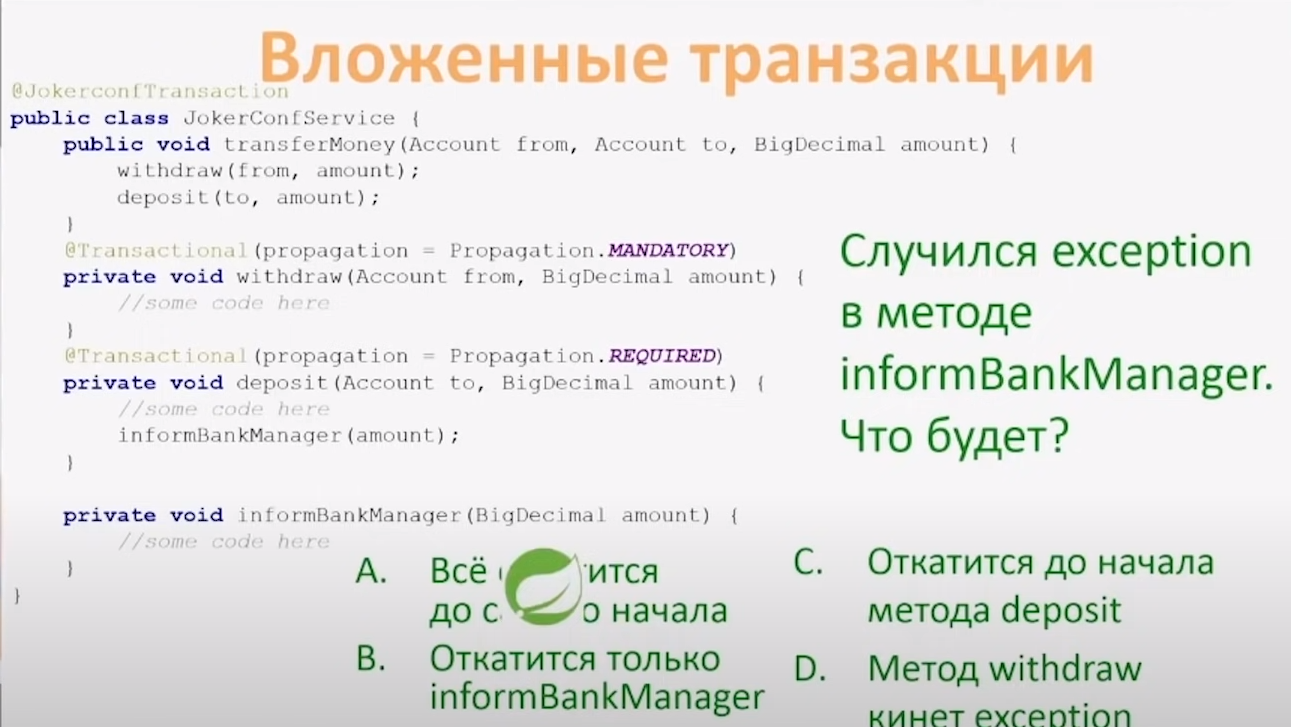 Вложенные транзакции
@JokerconfTransaction
public class JokerConfService {
public void transferMoney(Account from, Account to, BigDecimal amount) {
withdraw(from, amount);
deposit(to, amount);
}
@Transactional(propagation = Propagation.MANDATORY)
private void withdraw(Account from, BigDecimal amount) {
//some code here
}
@Transactional(propagation = Propagation.REQUIRED)
private void deposit(Account to, BigDecimal amount) {
//some code here
informBankManager(amount);
}
private void informBankManager(BigDecimal amount) {
//some code here
}
}
Случился exception
в методе
informBankManager.
Что будет?
A. Всё
до начала
B. Откатится только
informBankManager
C. Откатится до начала
метода deposit
D. Метод withdraw
кинет exception